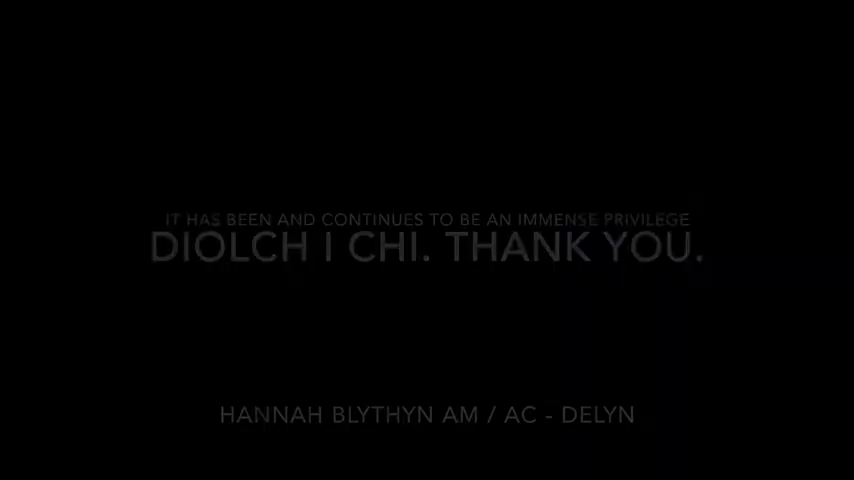 IT HAS BEEN AND CONTINUES TO BE AN IMMENSE PRIVILEGE
DIOLCH I CHI. THANK YOU.
HANNAH BLYTHYN AM / AC - DELYN